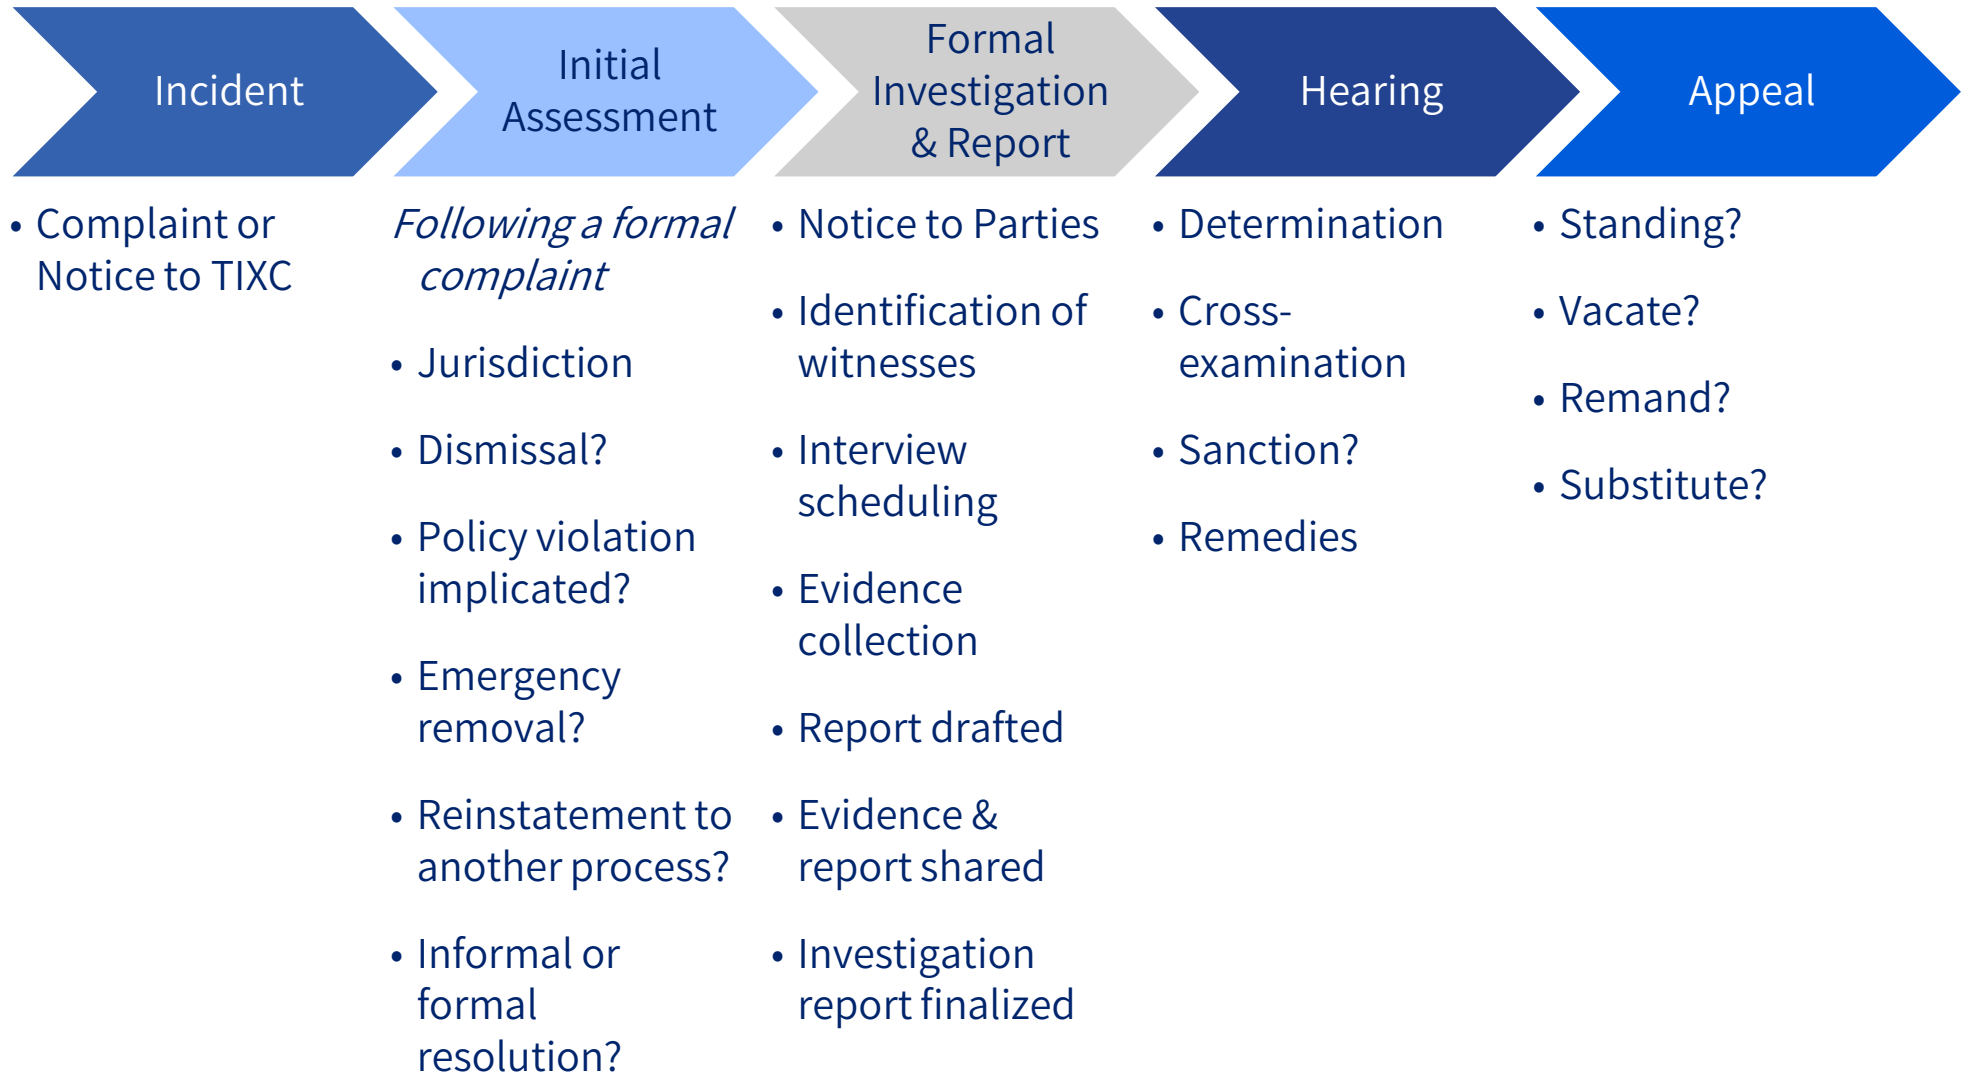 Incident
Initial
Assessment
Formal
Investigation
& Report
Hearing
Appeal
• Complaint or
Notice to TIXC
Following a formal
complaint
• Jurisdiction
• Dismissal?
• Policy violation
implicated?
• Emergency
removal?
• Reinstatement to
another process?
• Informal or
formal
resolution?
• Notice to Parties
• Identification of
witnesses
• Interview
scheduling
• Evidence
collection
• Report drafted
• Evidence &
report shared
• Investigation
report finalized
• Determination
• Cross-
examination
• Sanction?
• Remedies
• Standing?
• Vacate?
• Remand?
• Substitute?